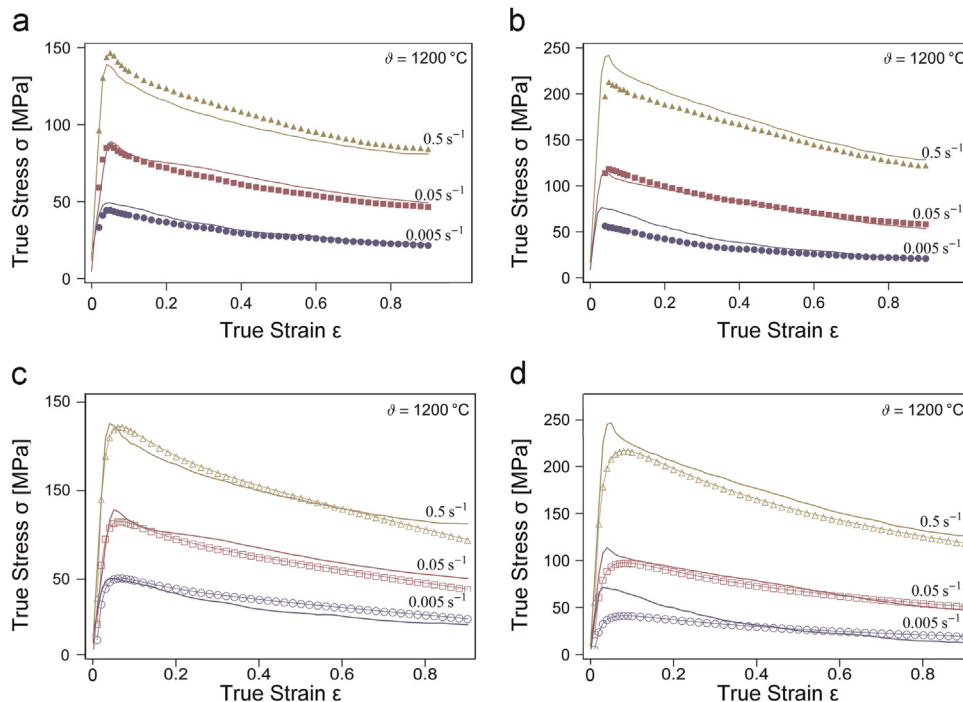 a
150
ϑ = 1200 °C
True Stress σ [MPa]
100
0.5 s⁻¹
50
0.05 s⁻¹
0.005 s⁻¹
0
0 0.2 0.4 0.6 0.8
True Strain ε
b
250
ϑ = 1200 °C
200
True Stress σ [MPa]
150
0.5 s⁻¹
100
0.05 s⁻¹
50
0.005 s⁻¹
0
0 0.2 0.4 0.6 0.8
True Strain ε
c
150
ϑ = 1200 °C
True Stress σ [MPa]
150
0.5 s⁻¹
0.05 s⁻¹
50
0.005 s⁻¹
0
0 0.2 0.4 0.6 0.8
True Strain ε
d
250
ϑ = 1200 °C
200
True Stress σ [MPa]
150
0.5 s⁻¹
100
0.05 s⁻¹
50
0.005 s⁻¹
0
0 0.2 0.4 0.6 0.8
True Strain ε